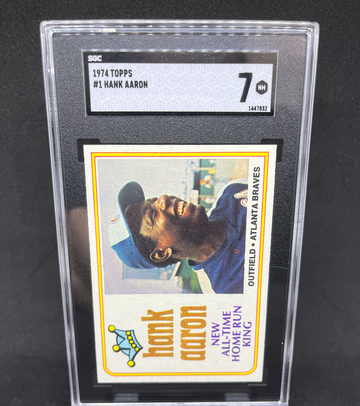 SGC
1974 TOPPS
#1 HANK AARON
7 NM
1447832
hank
aaron
NEW
ALL-TIME
HOME RUN
KING
OUTFIELD • ATLANTA BRAVES